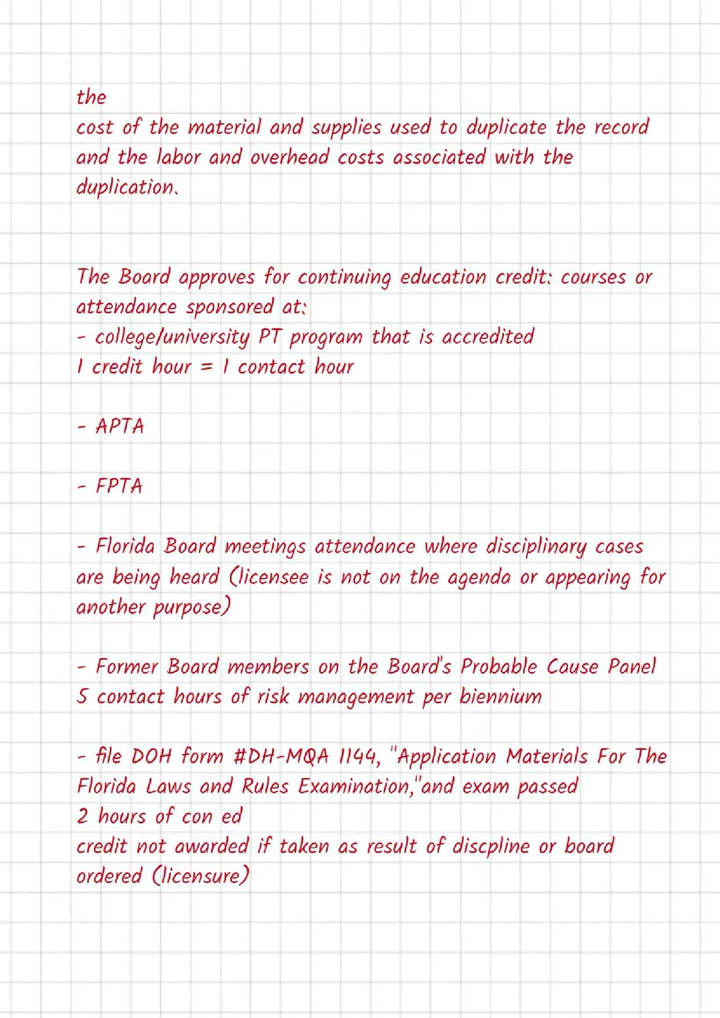 the
cost of the material and supplies used to duplicate the record
and the labor and overhead costs associated with the
duplication.
The Board approves for continuing education credit: courses or
attendance sponsored at:
- college/university PT program that is accredited
1 credit hour = 1 contact hour
- APTA
- FPTA
- Florida Board meetings attendance where disciplinary cases
are being heard (licensee is not on the agenda or appearing for
another purpose)
- Former Board members on the Board's Probable Cause Panel
5 contact hours of risk management per biennium
- file DOH form #DH-MQA 1144, "Application Materials For The
Florida Laws and Rules Examination,"and exam passed
2 hours of con ed
credit not awarded if taken as result of discpline or board
ordered (licensure)